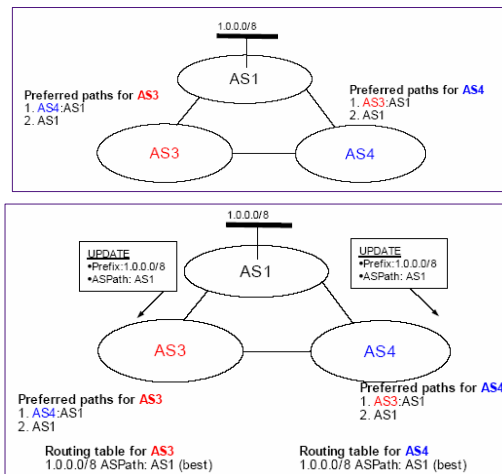 1.0.0.0/8
AS1
Preferred paths for AS3
1. AS4:AS1
2. AS1
Preferred paths for AS4
1. AS3:AS1
2. AS1
AS3
AS4
1.0.0.0/8
UPDATE
•Prefix:1.0.0.0/8
•ASPath: AS1
UPDATE
•Prefix:1.0.0.0/8
•ASPath: AS1
AS1
AS3
AS4
Preferred paths for AS3
1. AS4:AS1
2. AS1
Preferred paths for AS4
1. AS3:AS1
2. AS1
Routing table for AS3
1.0.0.0/8 ASPath: AS1 (best)
Routing table for AS4
1.0.0.0/8 ASPath: AS1 (best)